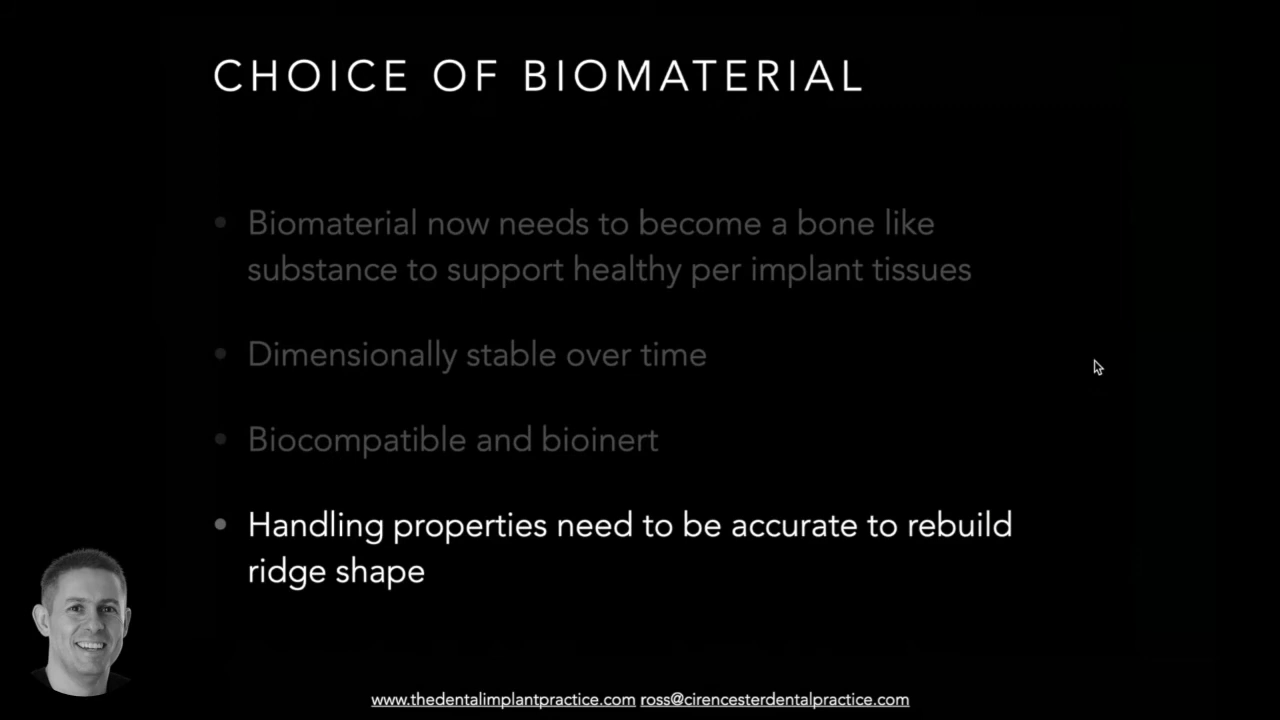 CHOICE OF BIOMATERIAL
• Biomaterial now needs to become a bone like
substance to support healthy per implant tissues
• Dimensionally stable over time
• Biocompatible and bioinert
• Handling properties need to be accurate to rebuild
ridge shape
www.thedentalimplantpractice.com ross@cirencesterdentalpractice.com